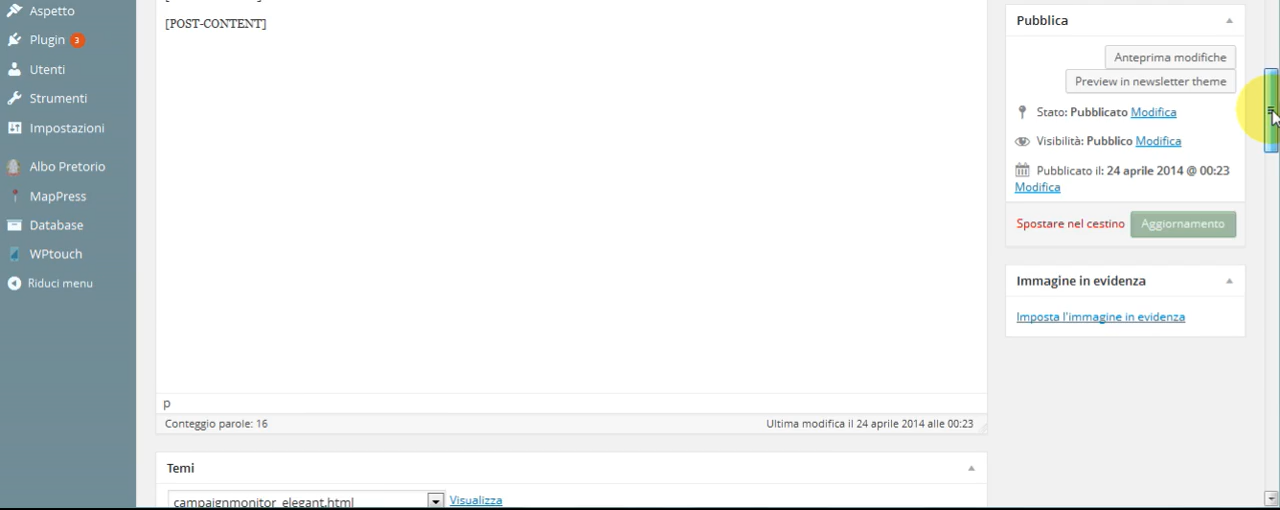 Aspetto
Plugin 3
Utenti
Strumenti
Impostazioni
Albo Pretorio
MapPress
Database
WPtouch
Riduci menu
[POST-CONTENT]
p
Conteggio parole: 16
Ultima modifica il 24 aprile 2014 alle 00:23
Temi
campaignmonitor_elegant.html
Visualizza
Pubblica
Anteprima modifiche
Preview in newsletter theme
Stato: Pubblicato Modifica
Visibilità: Pubblico Modifica
Pubblicato il: 24 aprile 2014 @ 00:23
Modifica
Spostare nel cestino
Aggiornamento
Immagine in evidenza
Imposta l'immagine in evidenza